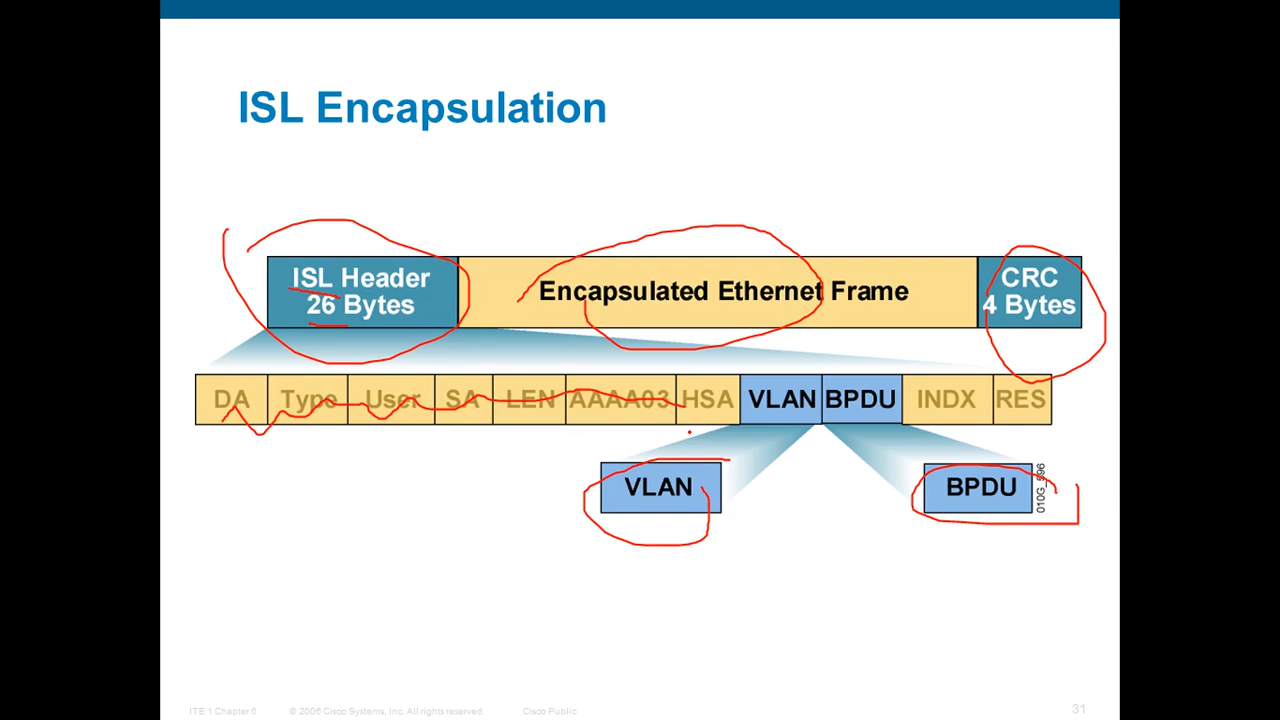 ISL Encapsulation
ISL Header
26 Bytes
Encapsulated Ethernet Frame
CRC
4 Bytes
DA Type User SA LEN AAAA03 HSA VLAN BPDU INDX RES
VLAN
BPDU
010G_596
ITE 1 Chapter 6 © 2006 Cisco Systems, Inc. All rights reserved. Cisco Public 31